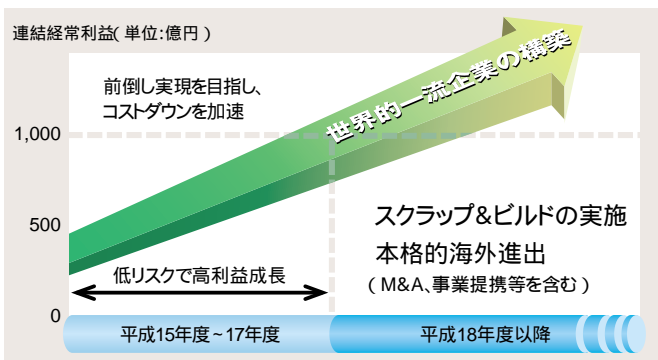 連結経常利益(単位:億円)
前倒し実現を目指し、
コストダウンを加速
世界的一流企業の構築
1,000
500
0
スクラップ&ビルドの実施
本格的海外進出
(M&A、事業提携等を含む)
低リスクで高利益成長
平成15年度~17年度
平成18年度以降